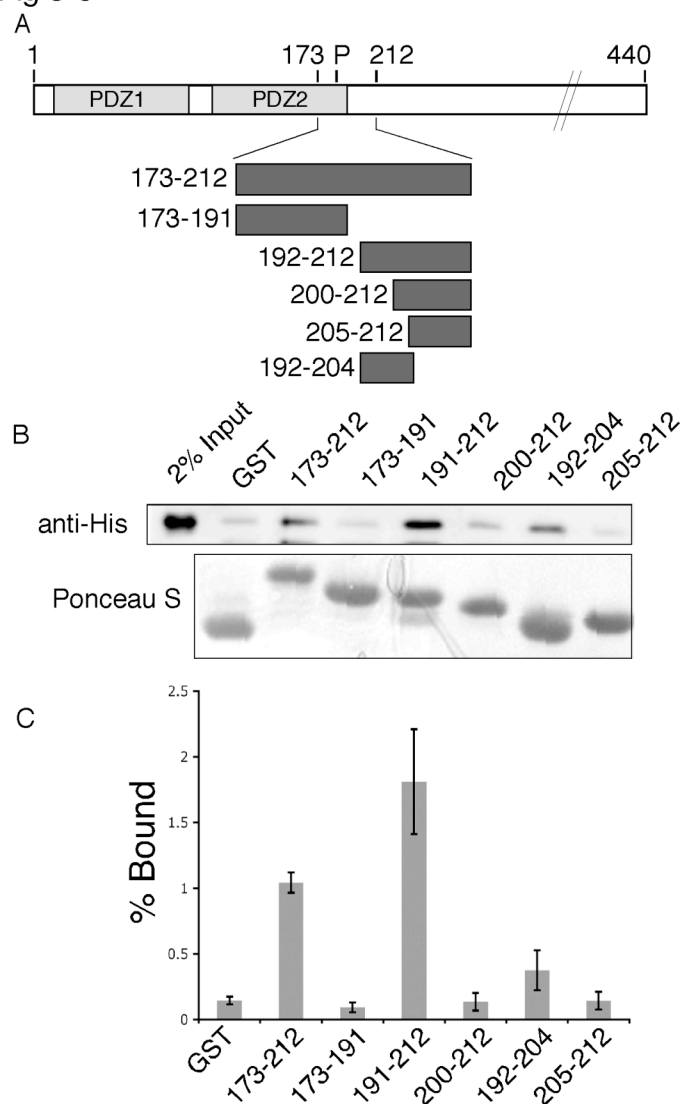 A
1 173 P 212 440
PDZ1 PDZ2
173-212
173-191
192-212
200-212
205-212
192-204
B
2% Input GST 173-212 173-191 191-212 200-212 192-204 205-212
anti-His
Ponceau S
C
% Bound
2.5
2
1.5
1
0.5
0
GST 173-212 173-191 191-212 200-212 192-204 205-212